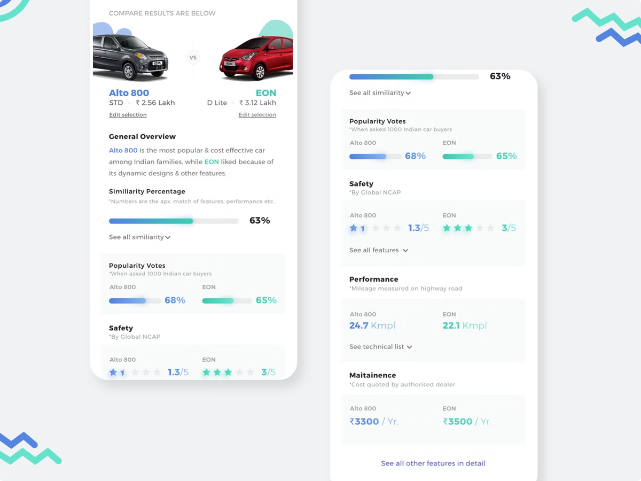 COMPARE RESULTS ARE BELOW
VS
Alto 800
EON
STD - ₹ 2.56 Lakh
D Lite - ₹ 3.12 Lakh
Edit selection
Edit selection
General Overview
Alto 800 is the most popular & cost effective car
among Indian families, while EON liked because of
its dynamic designs & other features.
Similiarity Percentage
*Numbers are the apx. match of features, performance etc.
63%
See all similiarity
Popularity Votes
*When asked 1000 Indian car buyers
Alto 800
EON
68%
65%
Safety
*By Global NCAP
Alto 800
EON
1.3/5
3/5
63%
See all similiarity
Popularity Votes
*When asked 1000 Indian car buyers
Alto 800
EON
68%
65%
Safety
*By Global NCAP
Alto 800
EON
1.3/5
3/5
See all features
Performance
*Mileage measured on highway road
Alto 800
EON
24.7 Kmpl
22.1 Kmpl
See technical list
Maitainence
*Cost quoted by authorised dealer
Alto 800
EON
₹3300 / Yr.
₹3500 / Yr.
See all other features in detail